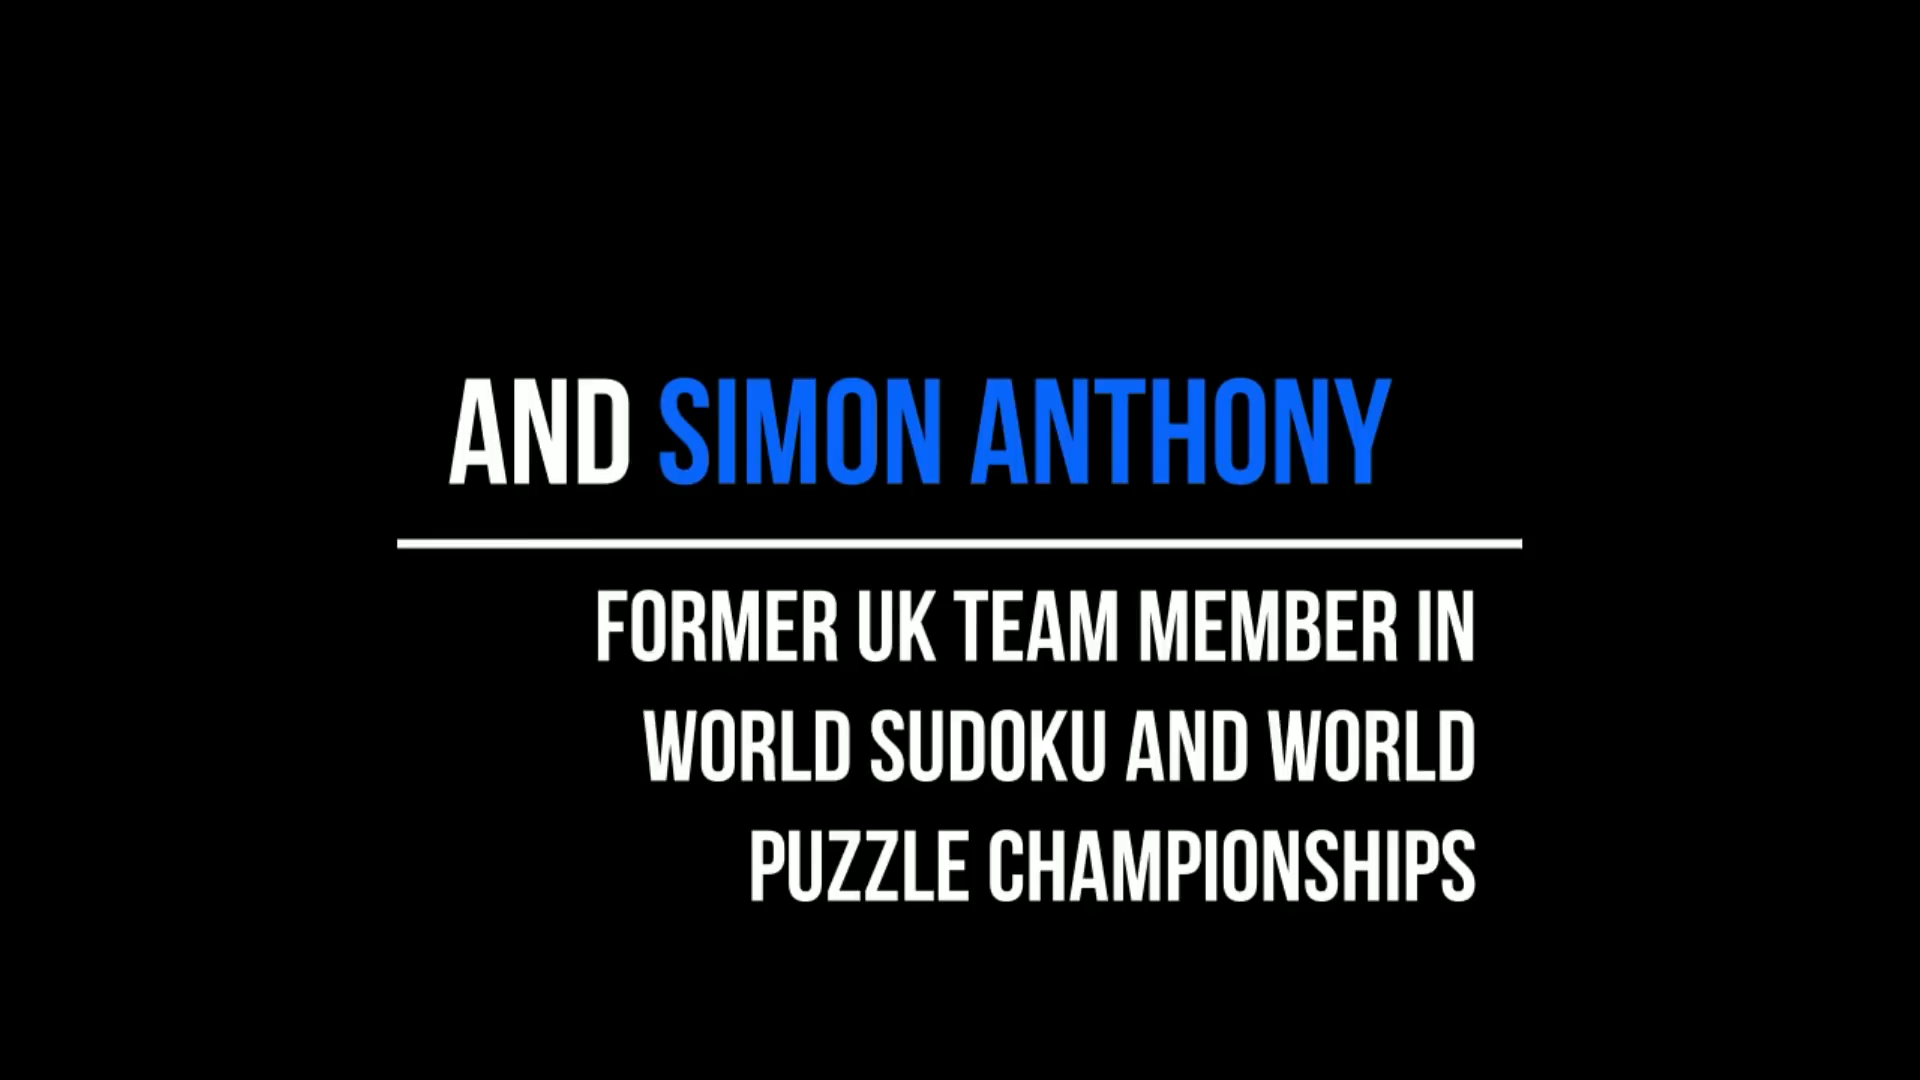 AND SIMON ANTHONY
FORMER UK TEAM MEMBER IN
WORLD SUDOKU AND WORLD
PUZZLE CHAMPIONSHIPS